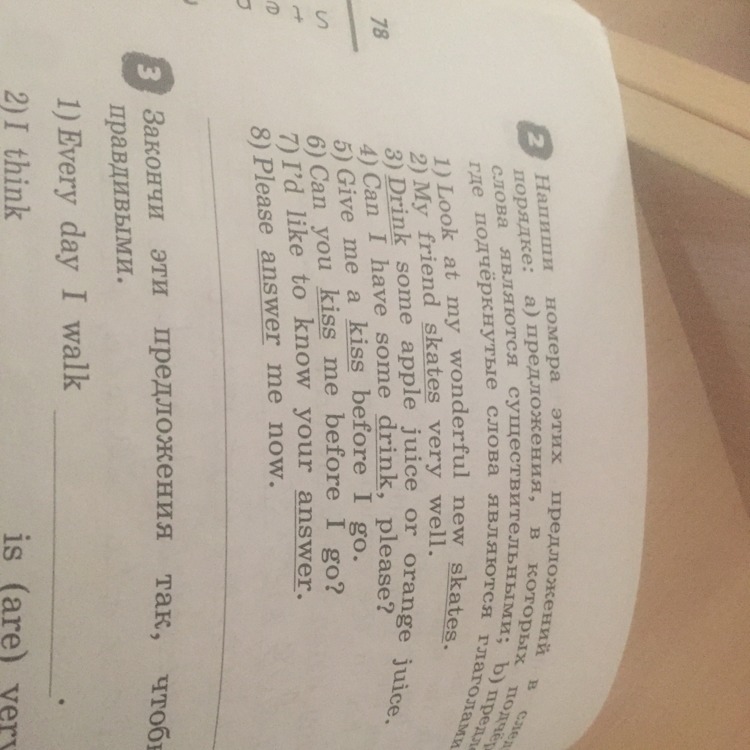 78
2 Напиши номера этих предложений в
порядке: a) предложения, в которых
слова являются существительными; b)
где подчёркнутые слова являются глаголами
1) Look at my wonderful new skates.
2) My friend skates very well.
3) Drink some apple juice or orange juice.
4) Can I have some drink, please?
5) Give me a kiss before I go.
6) Can you kiss me before I go?
7) I'd like to know your answer.
8) Please answer me now.
3 Закончи эти предложения так,
правдивыми.
1) Every day I walk .
2) I think is (are) very